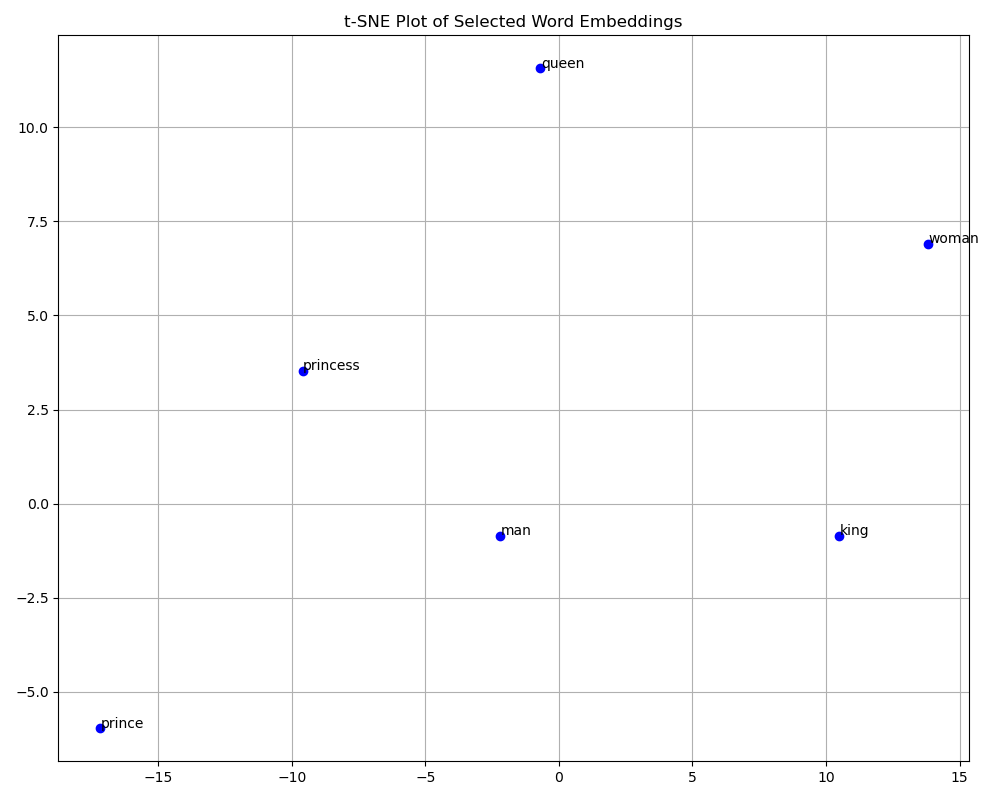 t-SNE Plot of Selected Word Embeddings
queen
10.0
7.5
woman
5.0
princess
2.5
0.0
man
king
−2.5
−5.0
prince
−15
−10
−5
0
5
10
15